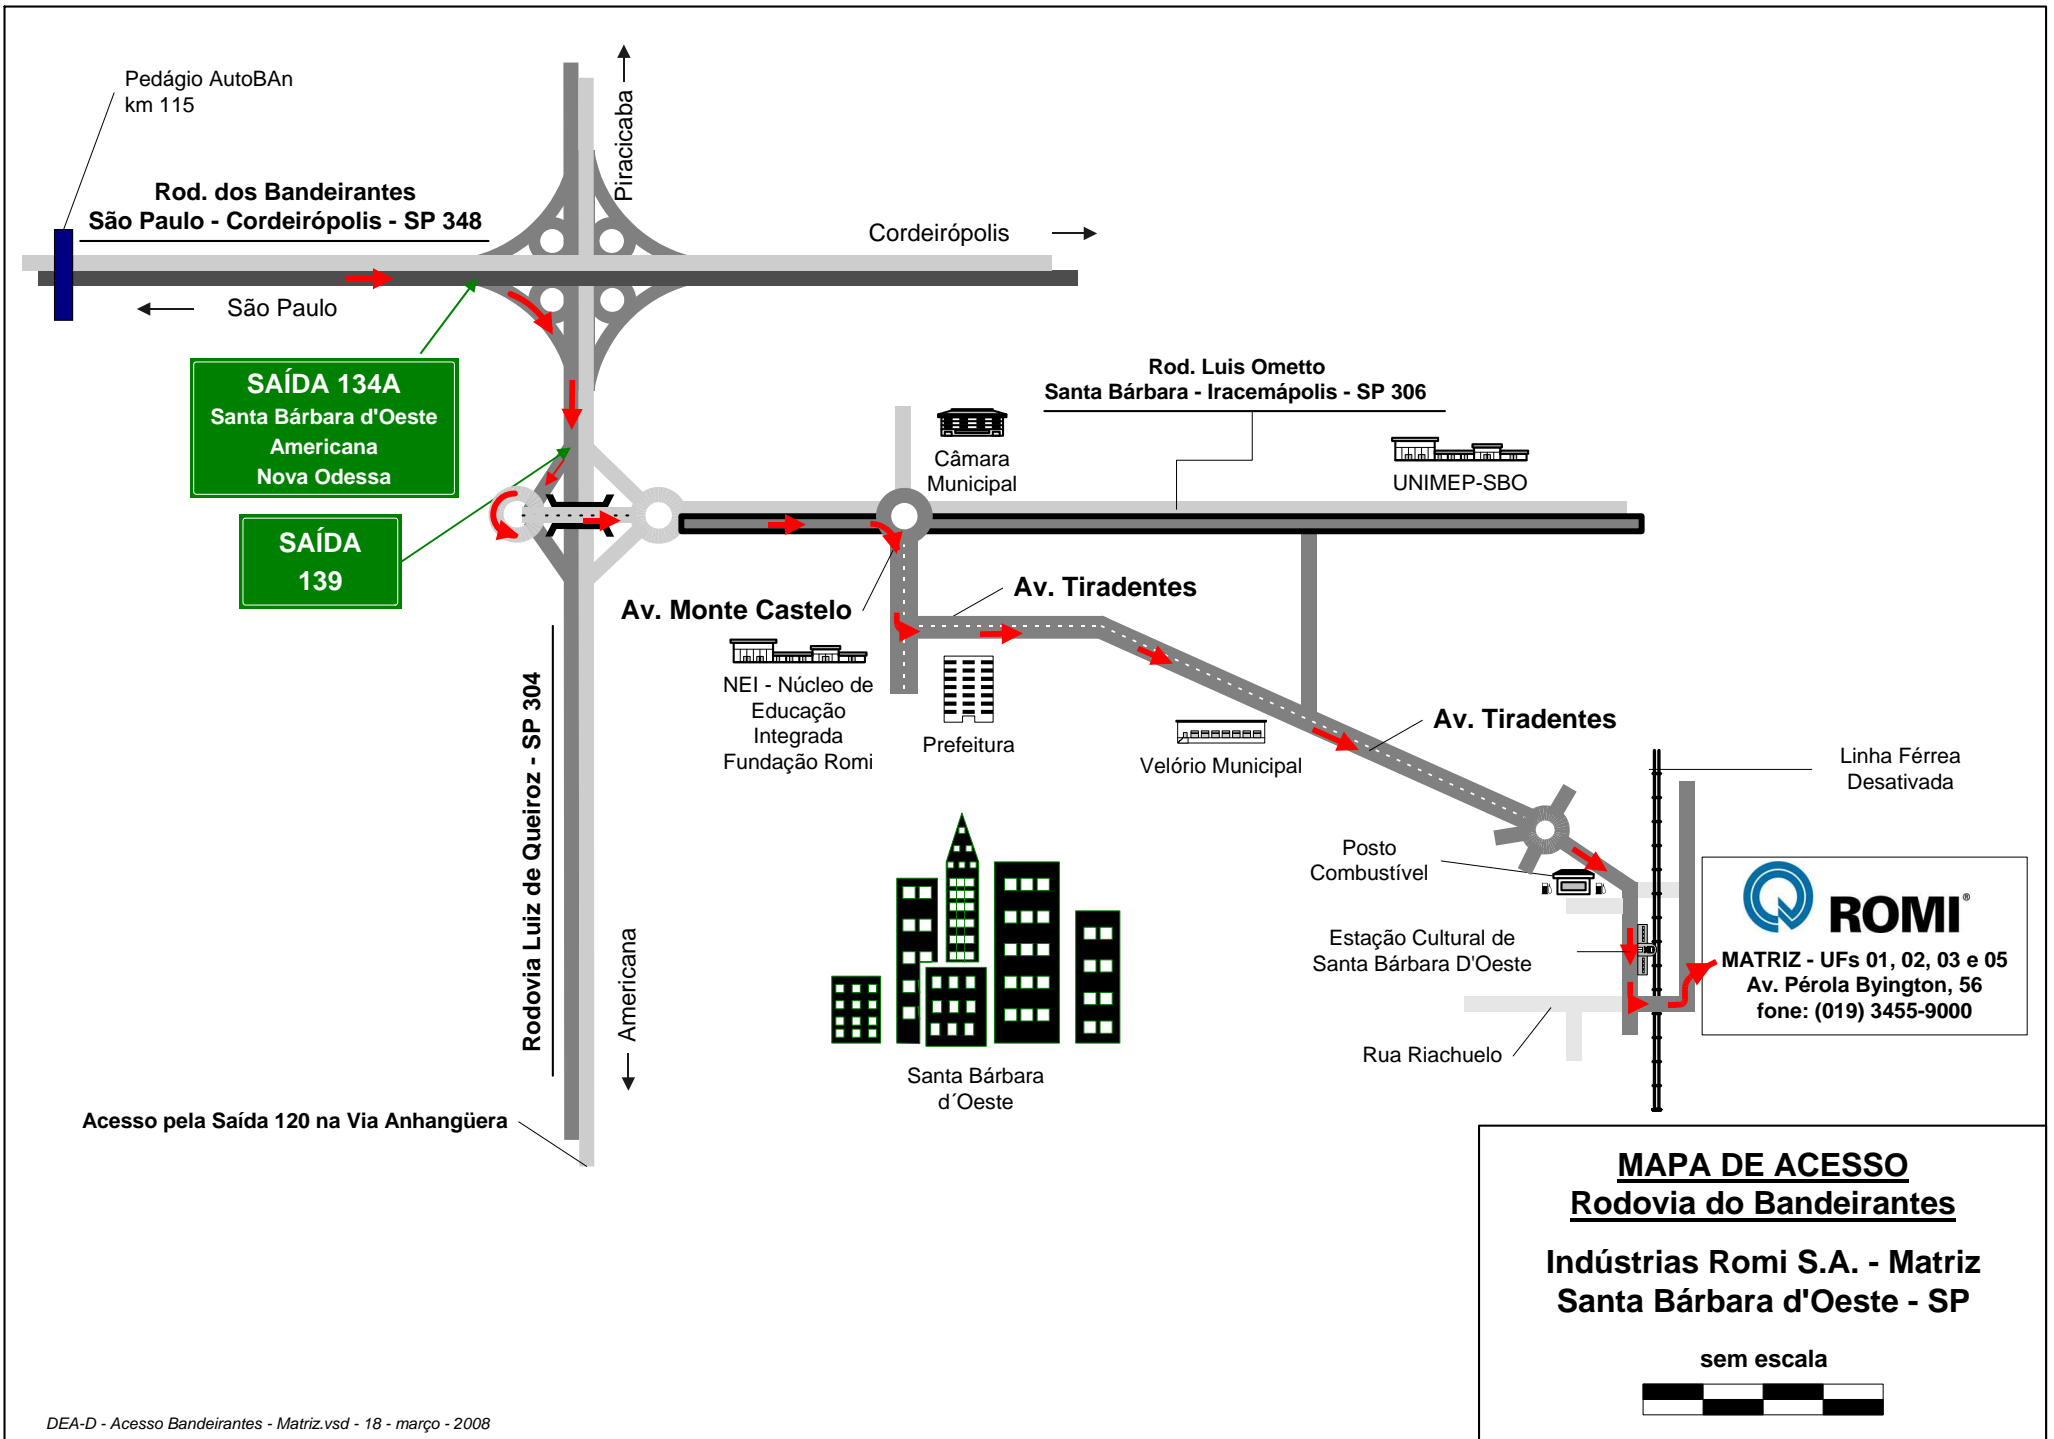 Pedágio AutoBAn
km 115
Piracicaba
Rod. dos Bandeirantes
São Paulo - Cordeirópolis - SP 348
Cordeirópolis
São Paulo
SAÍDA 134A
Santa Bárbara d'Oeste
Americana
Nova Odessa
Rod. Luis Ometto
Santa Bárbara - Iracemápolis - SP 306
Câmara
Municipal
UNIMEP-SBO
SAÍDA
139
Av. Monte Castelo
Av. Tiradentes
NEI - Núcleo de
Educação
Integrada
Fundação Romi
Prefeitura
Velório Municipal
Av. Tiradentes
Linha Férrea
Desativada
Rodovia Luiz de Queiroz - SP 304
Americana
Posto
Combustível
ROMI®
Estação Cultural de
Santa Bárbara D'Oeste
MATRIZ - UFs 01, 02, 03 e 05
Av. Pérola Byington, 56
fone: (019) 3455-9000
Rua Riachuelo
Santa Bárbara
d´Oeste
Acesso pela Saída 120 na Via Anhangüera
MAPA DE ACESSO
Rodovia do Bandeirantes
Indústrias Romi S.A. - Matriz
Santa Bárbara d'Oeste - SP
sem escala
DEA-D - Acesso Bandeirantes - Matriz.vsd - 18 - março - 2008